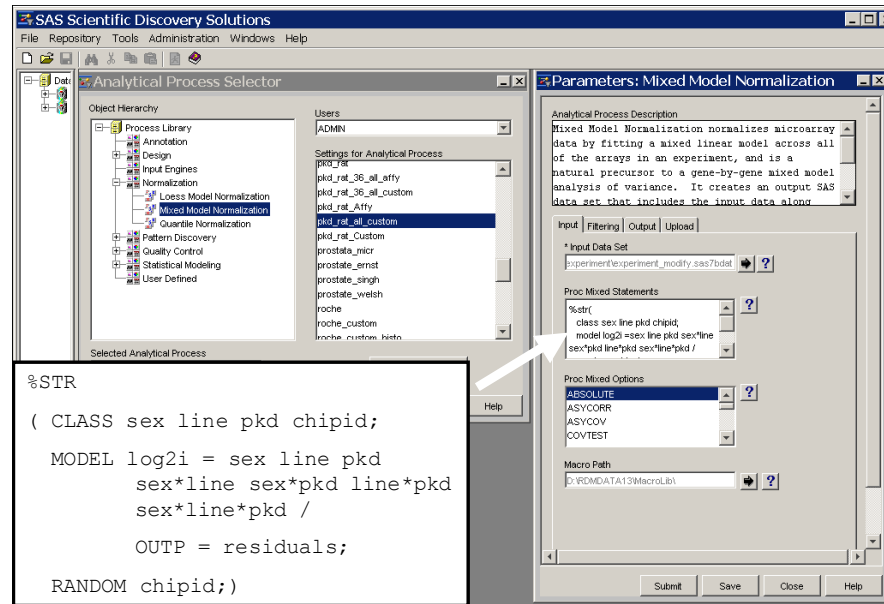 SAS Scientific Discovery Solutions
File Repository Tools Administration Windows Help
Data
Analytical Process Selector
Object Hierarchy
Process Library
Annotation
Design
Input Engines
Normalization
Loess Model Normalization
Mixed Model Normalization
Quantile Normalization
Pattern Discovery
Quality Control
Statistical Modeling
User Defined
Selected Analytical Process
Users
ADMIN
Settings for Analytical Process
pkd_rat
pkd_rat_36_all_affy
pkd_rat_36_all_custom
pkd_rat_Affy
pkd_rat_all_custom
pkd_rat_Custom
prostata_micr
prostate_ernst
prostate_singh
prostate_welsh
roche
roche_custom
roche_custom_histo
Help
Parameters: Mixed Model Normalization
Analytical Process Description
Mixed Model Normalization normalizes microarray
data by fitting a mixed linear model across all
of the arrays in an experiment, and is a
natural precursor to a gene-by-gene mixed model
analysis of variance. It creates an output SAS
data set that includes the input data along
Input Filtering Output Upload
* Input Data Set
experiment\experiment_modify.sas7bdat ?
Proc Mixed Statements
?
%str(
class sex line pkd chipid;
model log2i =sex line pkd sex*line
sex*pkd line*pkd sex*line*pkd /
Proc Mixed Options
?
ABSOLUTE
ASYCORR
ASYCOV
COVTEST
Macro Path
D:\RDMDATA13\MacroLib\ ?
Submit Save Close Help
%STR
( CLASS sex line pkd chipid;
MODEL log2i = sex line pkd
sex*line sex*pkd line*pkd
sex*line*pkd /
OUTP = residuals;
RANDOM chipid;)